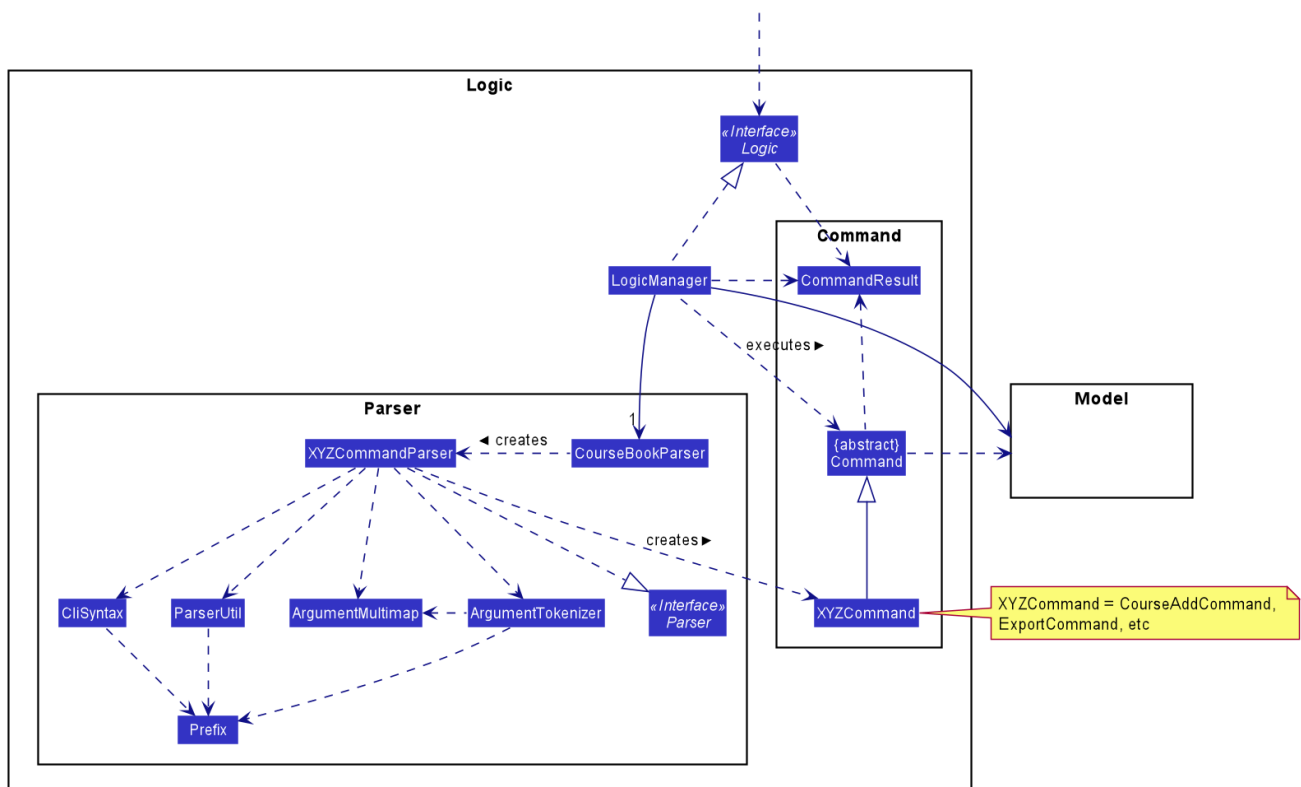 Logic
«Interface»
Logic
Command
LogicManager
CommandResult
executes ►
Model
Parser
1
{abstract}
Command
XYZCommandParser
◄ creates
CourseBookParser
creates ►
CliSyntax
ParserUtil
ArgumentMultimap
ArgumentTokenizer
«Interface»
Parser
XYZCommand
XYZCommand = CourseAddCommand,
ExportCommand, etc
Prefix